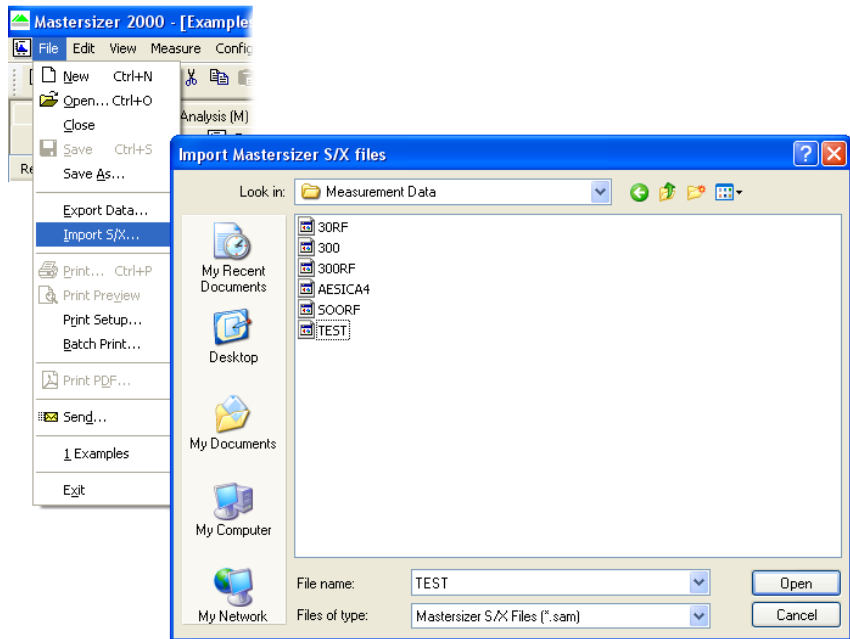 Mastersizer 2000 - [Example
File Edit View Measure Config
New Ctrl+N
Open... Ctrl+O
Close
Save Ctrl+S
Save As...
Export Data...
Import S/X...
Print... Ctrl+P
Print Preview
Print Setup...
Batch Print...
Print PDF...
Send...
1 Examples
Exit
Analysis (M)
Re
Import Mastersizer S/X files
Look in: Measurement Data
30RF
300
300RF
AESICA4
SOORF
TEST
My Recent
Documents
Desktop
My Documents
My Computer
My Network
File name: TEST Open
Files of type: Mastersizer S/X Files (*.sam) Cancel